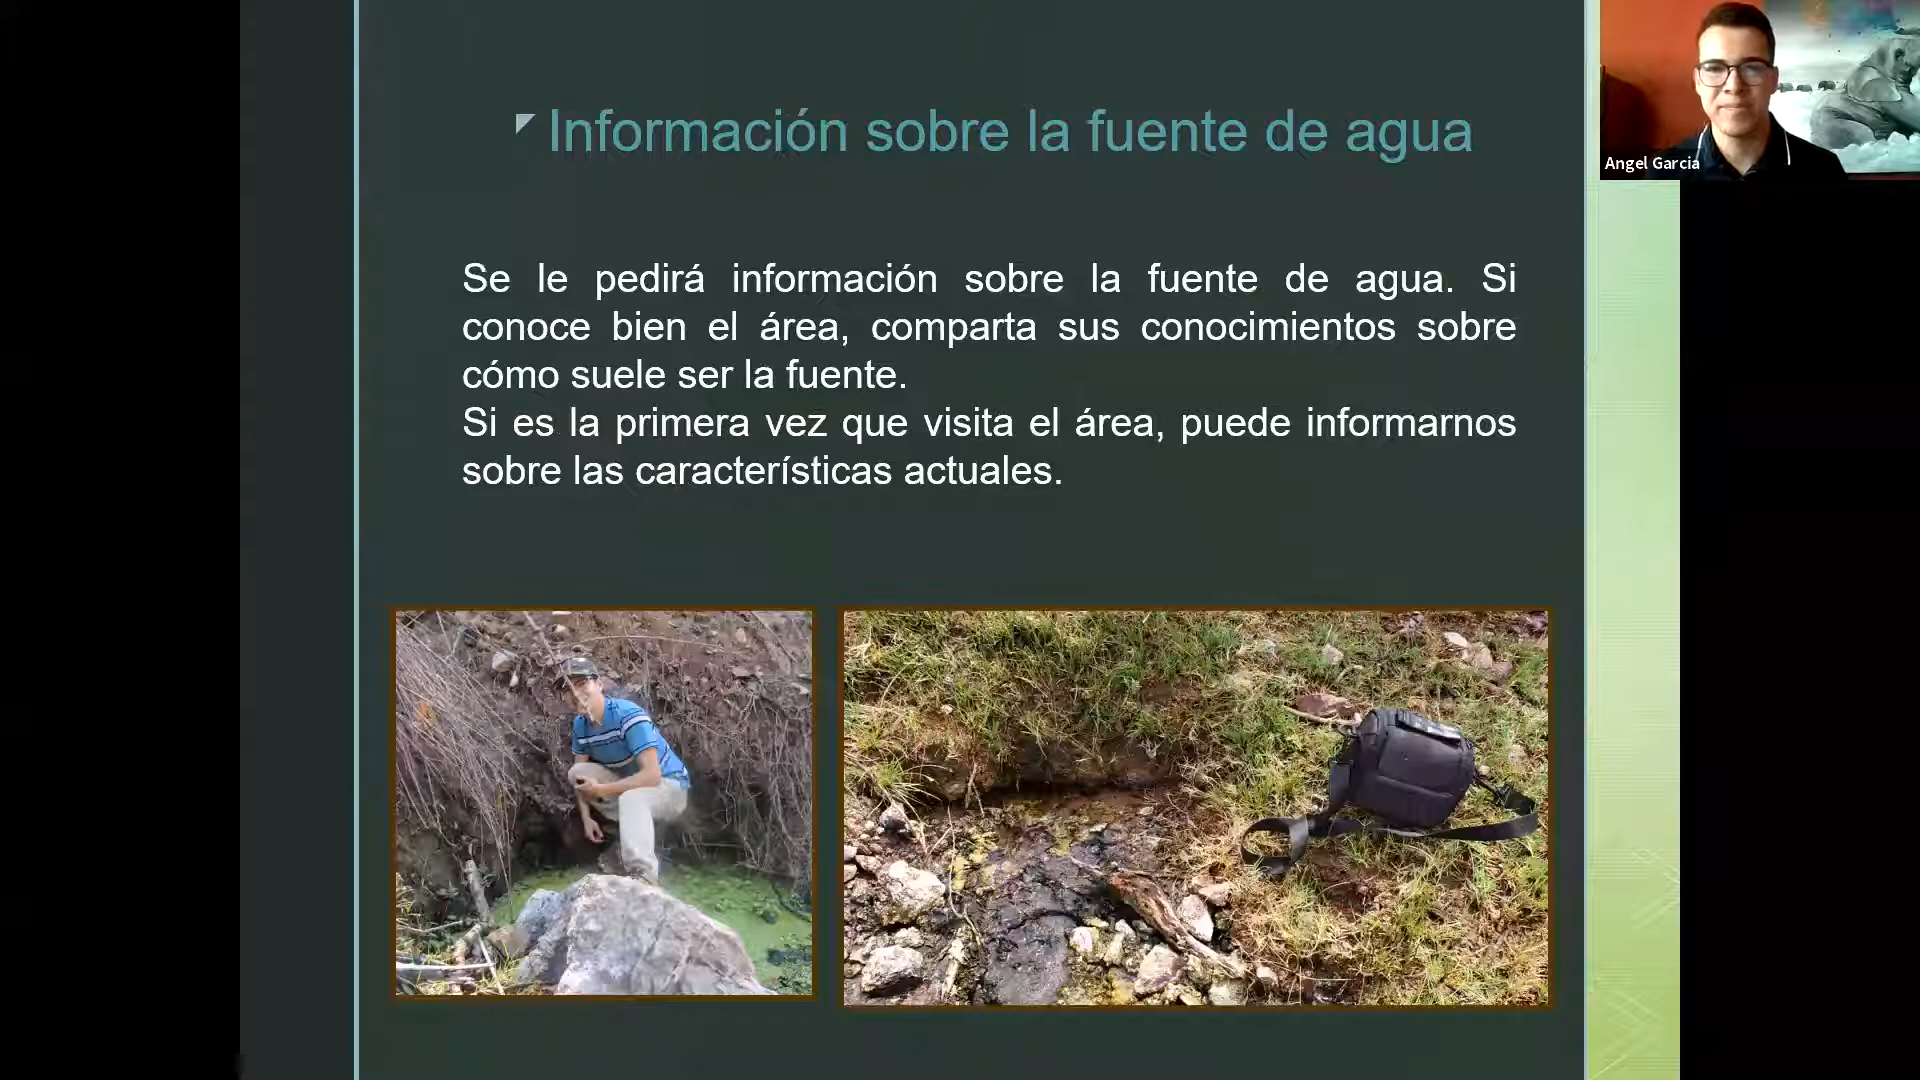 Información sobre la fuente de agua
Angel Garcia
Se le pedirá información sobre la fuente de agua. Si
conoce bien el área, comparta sus conocimientos sobre
cómo suele ser la fuente.
Si es la primera vez que visita el área, puede informarnos
sobre las características actuales.